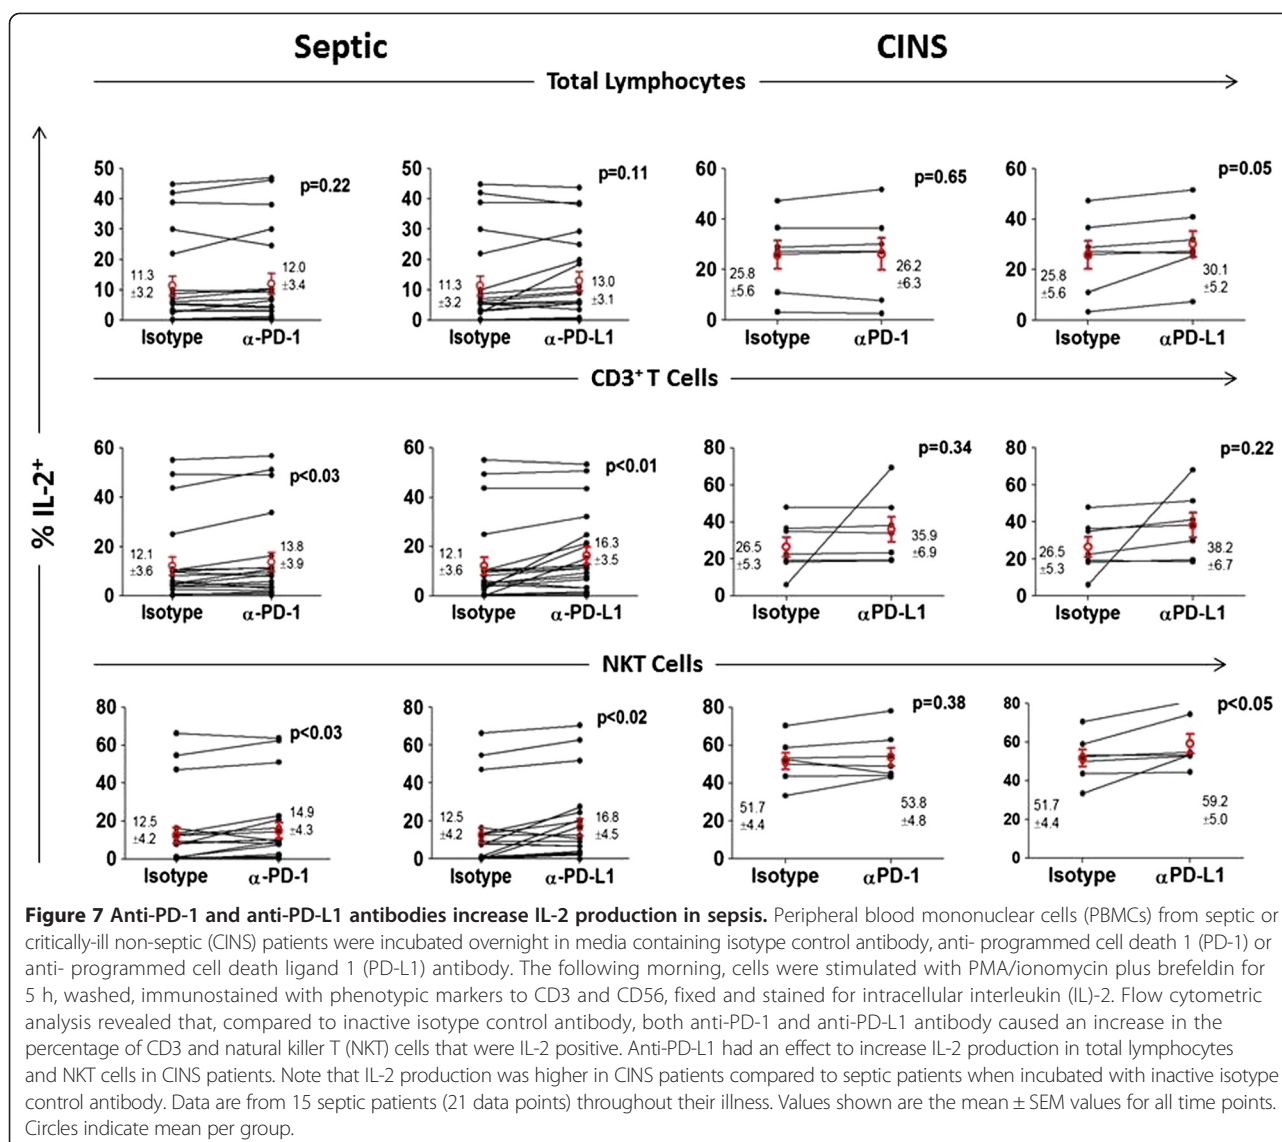 Septic
CINS
Total Lymphocytes
% IL-2⁺
50
40
30
20
10
0
p=0.22
11.3
±3.2
12.0
±3.4
Isotype
α-PD-1
50
40
30
20
10
0
p=0.11
11.3
±3.2
13.0
±3.1
Isotype
α-PD-L1
60
40
20
0
p=0.65
25.8
±5.6
26.2
±6.3
Isotype
αPD-1
60
40
20
0
p=0.05
25.8
±5.6
30.1
±5.2
Isotype
αPD-L1
CD3⁺ T Cells
60
40
20
0
p<0.03
12.1
±3.6
13.8
±3.9
Isotype
α-PD-1
60
40
20
0
p<0.01
12.1
±3.6
16.3
±3.5
Isotype
α-PD-L1
80
60
40
20
0
p=0.34
26.5
±5.3
35.9
±6.9
Isotype
αPD-1
80
60
40
20
0
p=0.22
26.5
±5.3
38.2
±6.7
Isotype
αPD-L1
NKT Cells
80
60
40
20
0
p<0.03
12.5
±4.2
14.9
±4.3
Isotype
α-PD-1
80
60
40
20
0
p<0.02
12.5
±4.2
16.8
±4.5
Isotype
α-PD-L1
80
60
40
20
0
p=0.38
51.7
±4.4
53.8
±4.8
Isotype
αPD-1
80
60
40
20
0
p<0.05
51.7
±4.4
59.2
±5.0
Isotype
αPD-L1
Figure 7 Anti-PD-1 and anti-PD-L1 antibodies increase IL-2 production in sepsis. Peripheral blood mononuclear cells (PBMCs) from septic or
critically-ill non-septic (CINS) patients were incubated overnight in media containing isotype control antibody, anti- programmed cell death 1 (PD-1) or
anti- programmed cell death ligand 1 (PD-L1) antibody. The following morning, cells were stimulated with PMA/ionomycin plus brefeldin for
5 h, washed, immunostained with phenotypic markers to CD3 and CD56, fixed and stained for intracellular interleukin (IL)-2. Flow cytometric
analysis revealed that, compared to inactive isotype control antibody, both anti-PD-1 and anti-PD-L1 antibody caused an increase in the
percentage of CD3 and natural killer T (NKT) cells that were IL-2 positive. Anti-PD-L1 had an effect to increase IL-2 production in total lymphocytes
and NKT cells in CINS patients. Note that IL-2 production was higher in CINS patients compared to septic patients when incubated with inactive isotype
control antibody. Data are from 15 septic patients (21 data points) throughout their illness. Values shown are the mean ± SEM values for all time points.
Circles indicate mean per group.